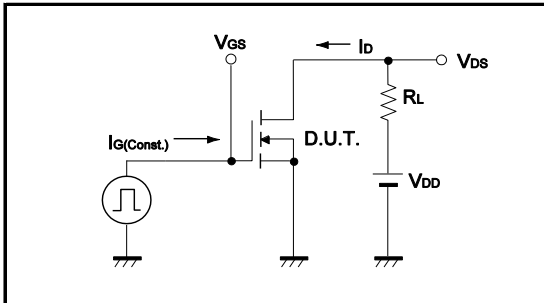 VGS
ID
VDS
RL
IG(Const.)
D.U.T.
VDD